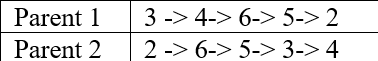 Parent 1 3 -> 4-> 6-> 5-> 2
Parent 2 2 -> 6-> 5-> 3-> 4